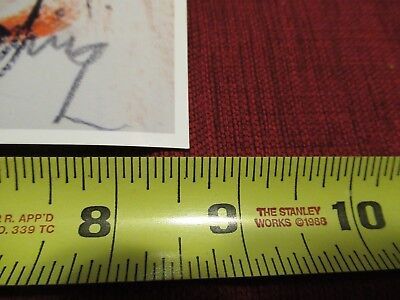 R. APP'D
O. 339 TC
8
9
THE STANLEY
WORKS ©1988
10